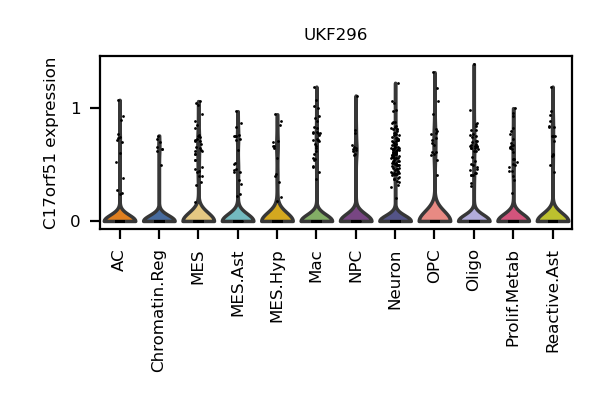 UKF296
C17orf51 expression
1
0
AC
Chromatin.Reg
MES
MES.Ast
MES.Hyp
Mac
NPC
Neuron
OPC
Oligo
Prolif.Metab
Reactive.Ast